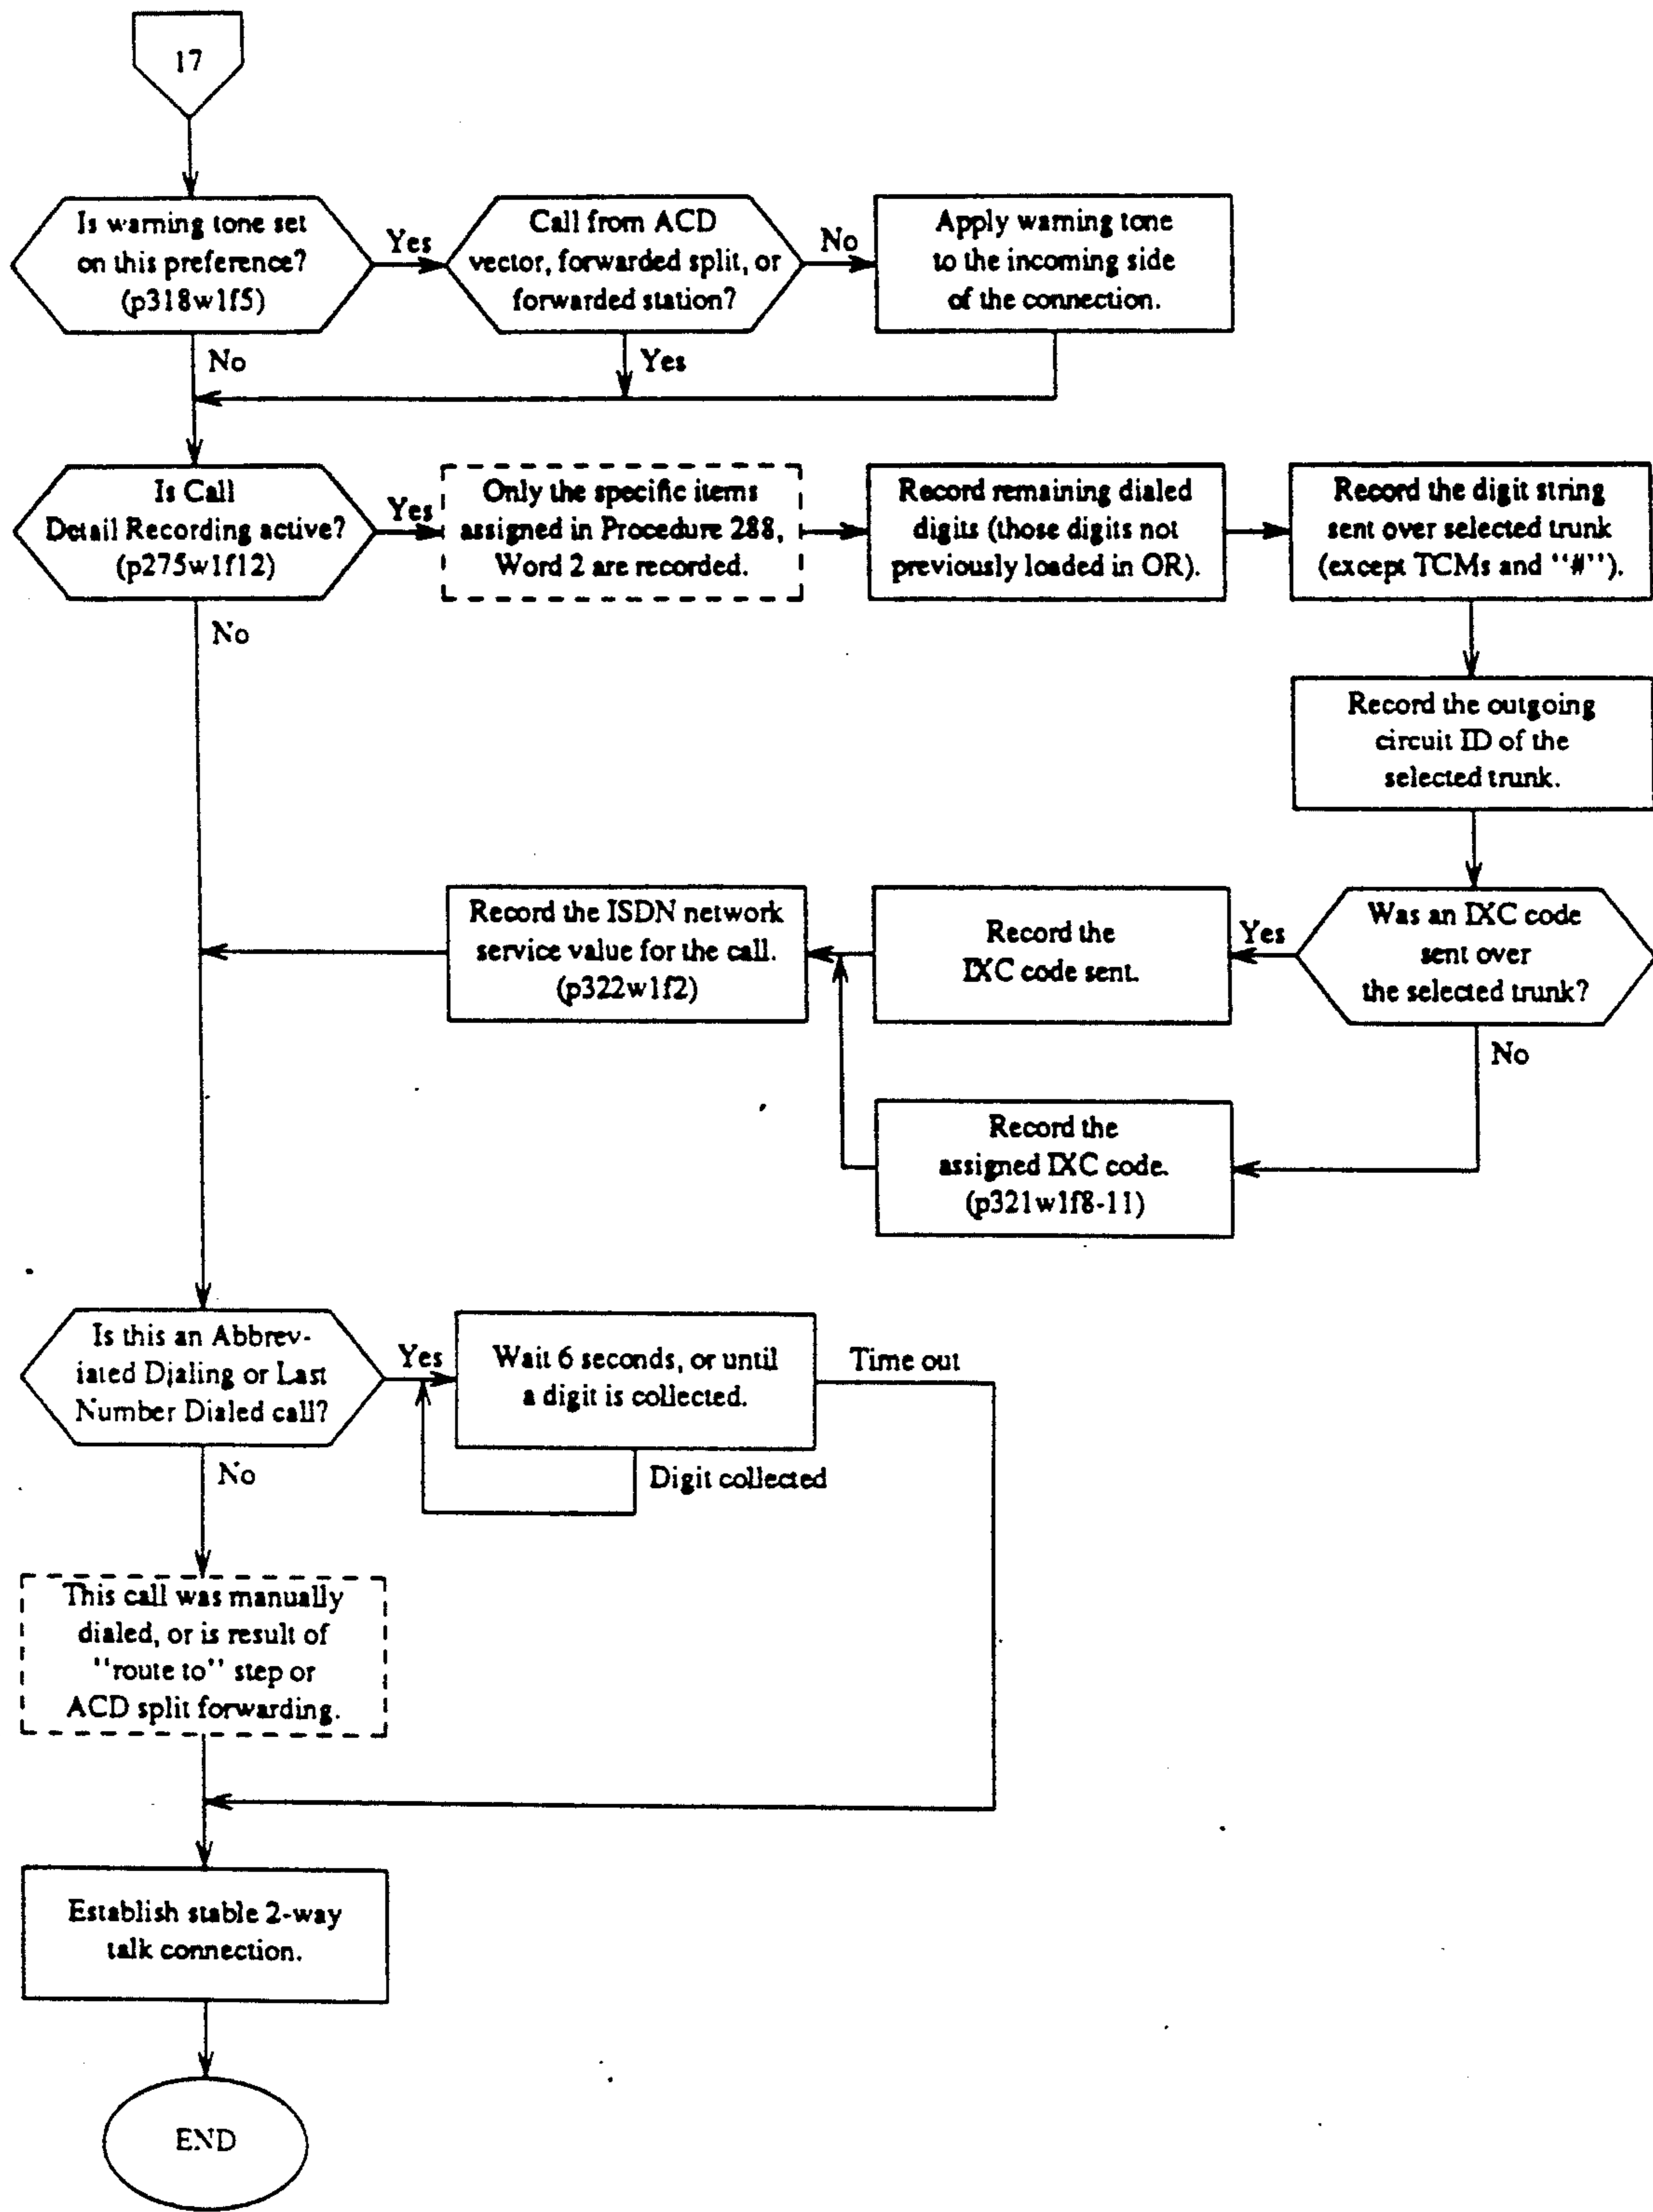 17
Is warning tone set
on this preference?
(p318w1f5)
Yes
No
Call from ACD
vector, forwarded split, or
forwarded station?
No
Yes
Apply warning tone
to the incoming side
of the connection.
Is Call
Detail Recording active?
(p275w1f12)
Yes
No
Only the specific items
assigned in Procedure 288,
Word 2 are recorded.
Record remaining dialed
digits (those digits not
previously loaded in OR).
Record the digit string
sent over selected trunk
(except TCMs and "#").
Record the outgoing
circuit ID of the
selected trunk.
Was an IXC code
sent over
the selected trunk?
Yes
No
Record the
IXC code sent.
Record the ISDN network
service value for the call.
(p322w1f2)
Record the
assigned IXC code.
(p321w1f8-11)
Is this an Abbrev-
iated Dialing or Last
Number Dialed call?
Yes
No
Wait 6 seconds, or until
a digit is collected.
Time out
Digit collected
This call was manually
dialed, or is result of
"route to" step or
ACD split forwarding.
Establish stable 2-way
talk connection.
END